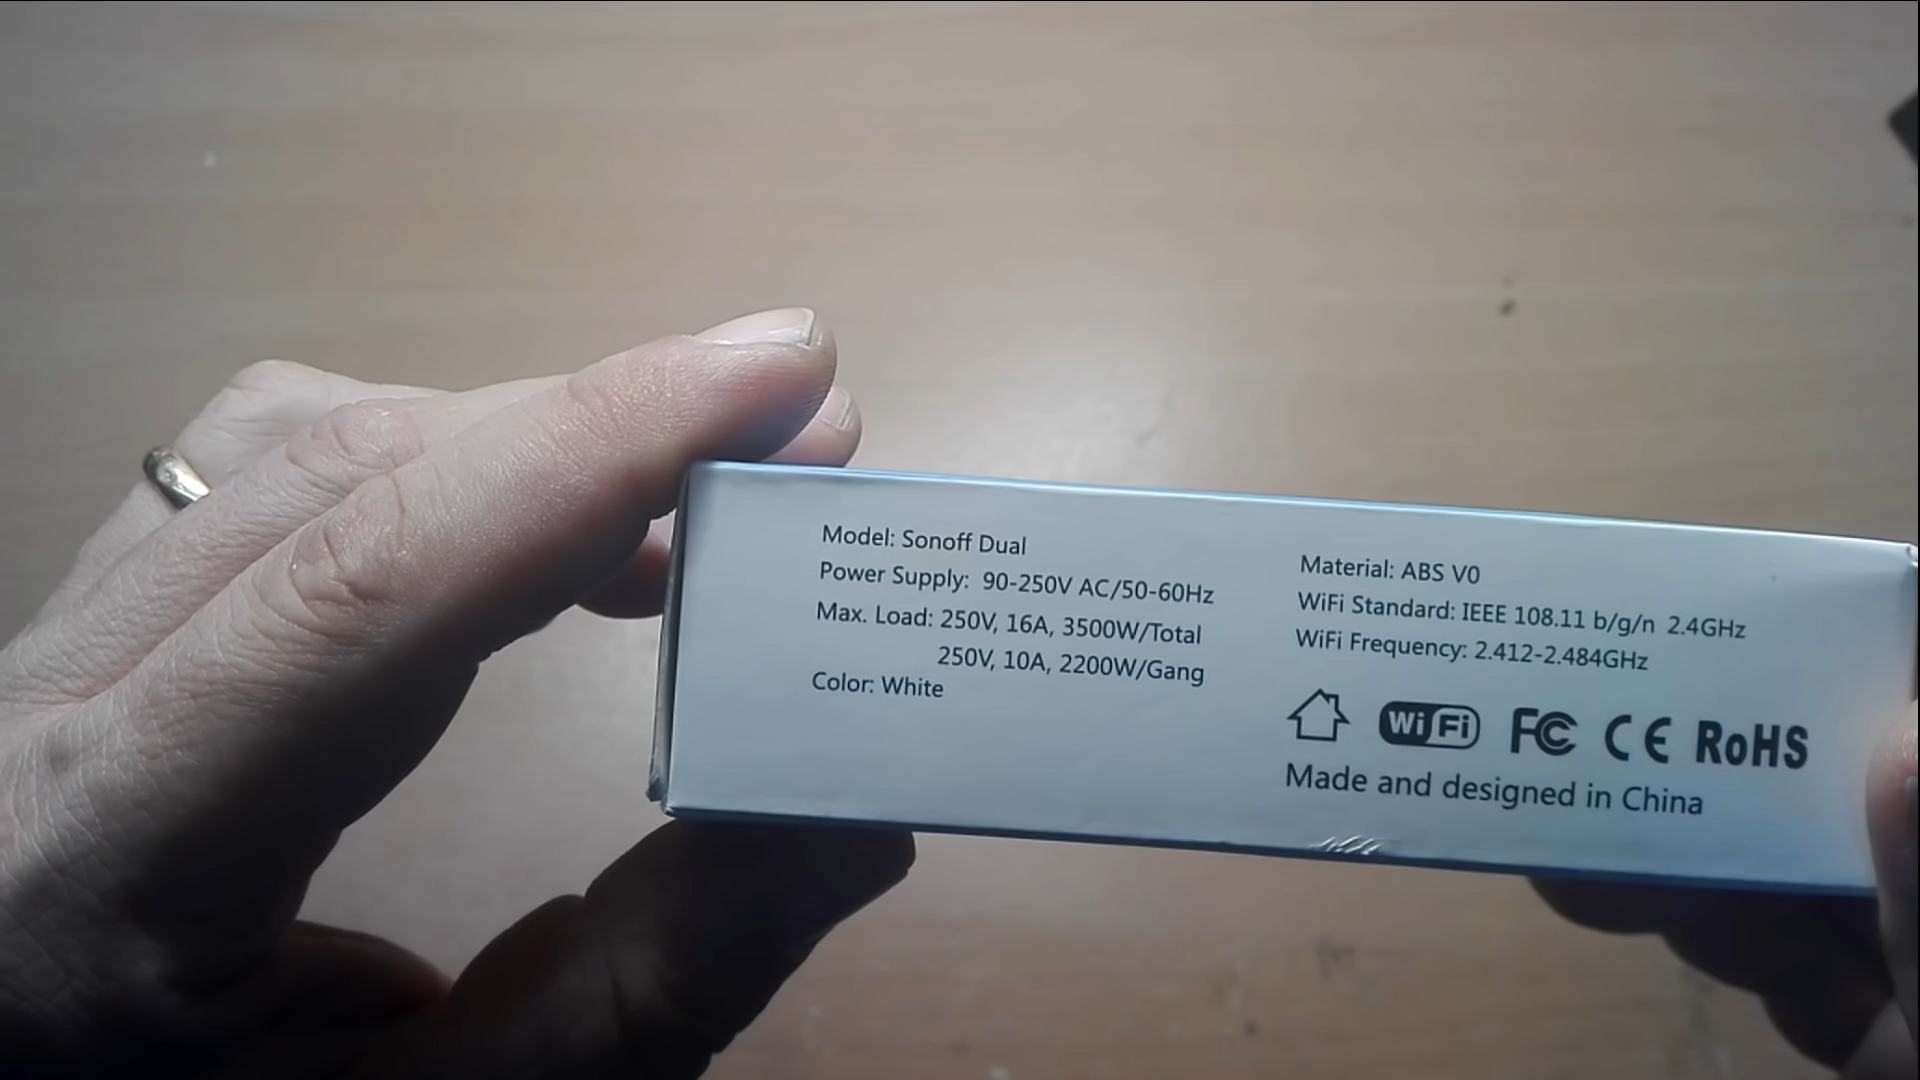 Model: Sonoff Dual
Power Supply: 90-250V AC/50-60Hz
Max. Load: 250V, 16A, 3500W/Total
250V, 10A, 2200W/Gang
Color: White
Material: ABS V0
WiFi Standard: IEEE 108.11 b/g/n 2.4GHz
WiFi Frequency: 2.412-2.484GHz
WiFi FC CE RoHS
Made and designed in China